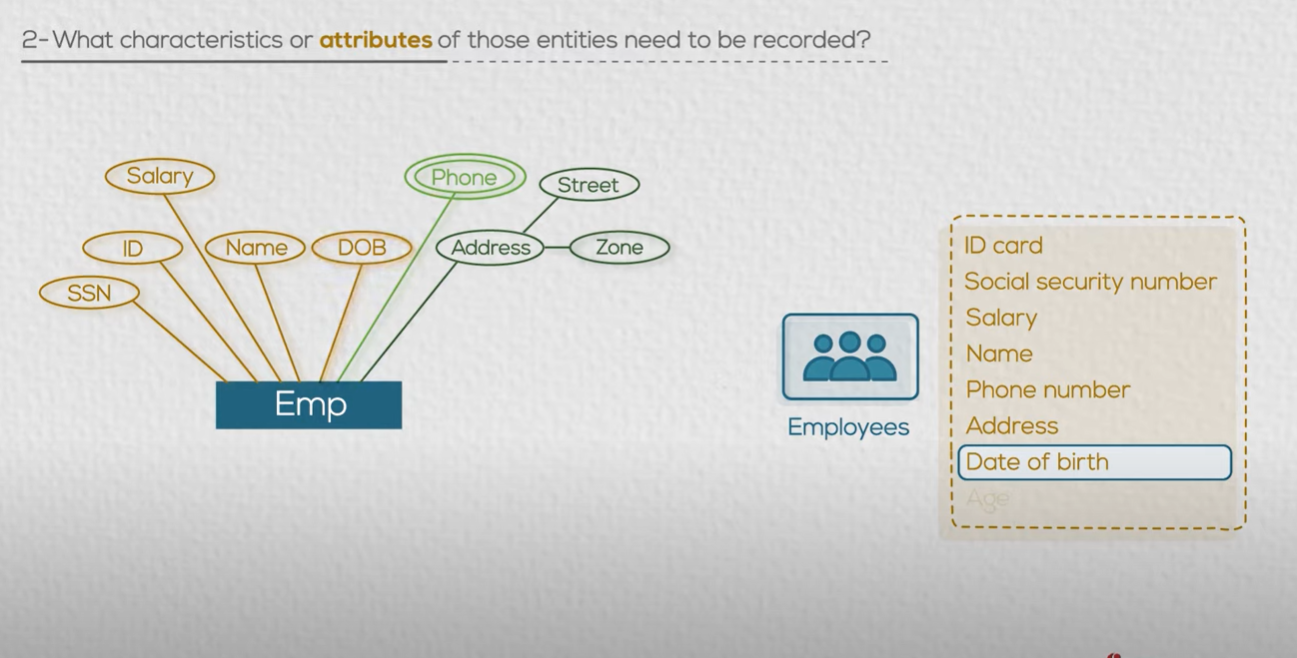 2-What characteristics or attributes of those entities need to be recorded?
Salary
Phone
Street
ID
Name
DOB
Address
Zone
SSN
Emp
Employees
ID card
Social security number
Salary
Name
Phone number
Address
Date of birth
Age